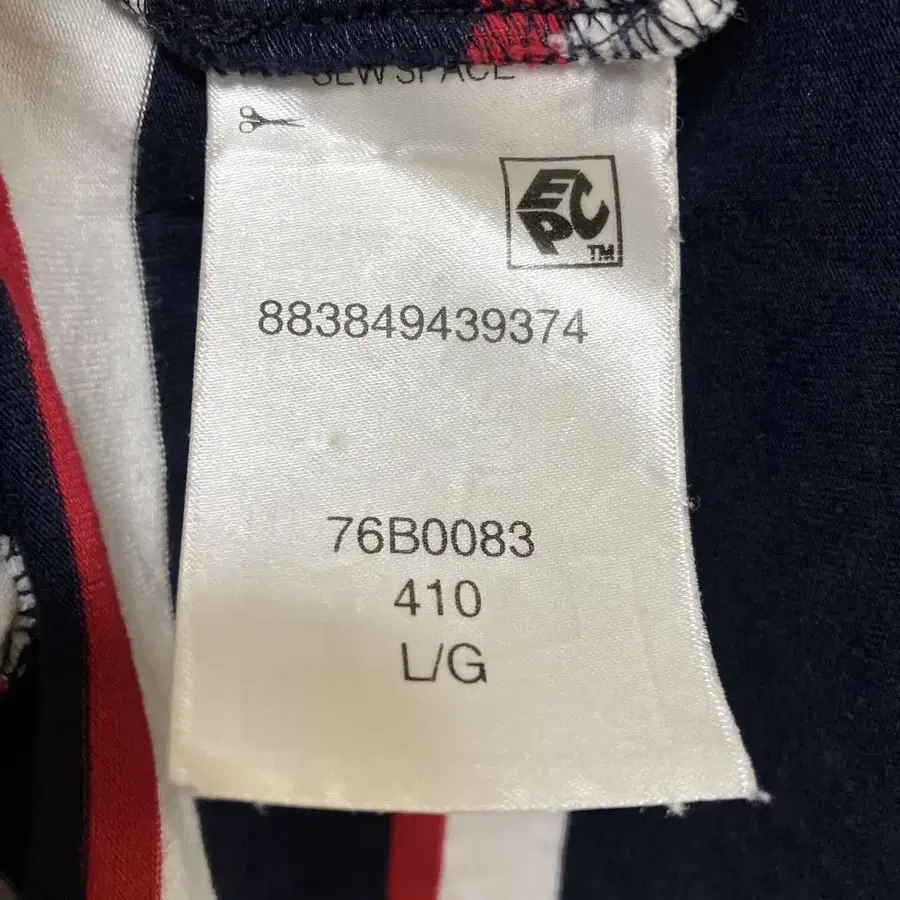 SEW SPACE
EPC
TM
883849439374
76B0083
410
L/G